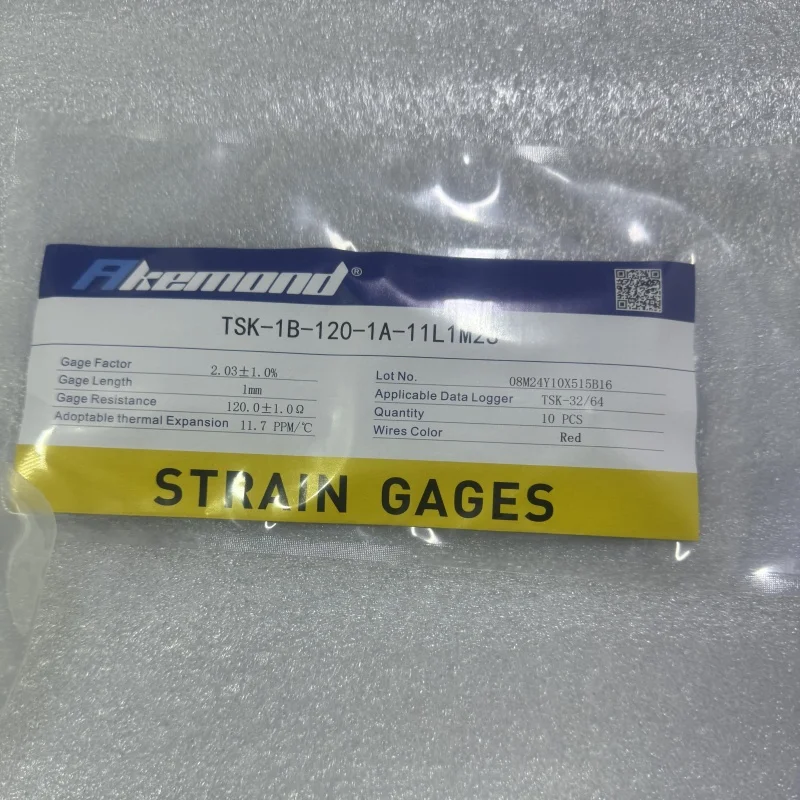 Akemond®
TSK-1B-120-1A-11L1M2S
Gage Factor 2.03±1.0%
Gage Length 1mm
Gage Resistance 120.0±1.0Ω
Adoptable thermal Expansion 11.7 PPM/℃
Lot No. 08M24Y10X515B16
Applicable Data Logger TSK-32/64
Quantity 10 PCS
Wires Color Red
STRAIN GAGES